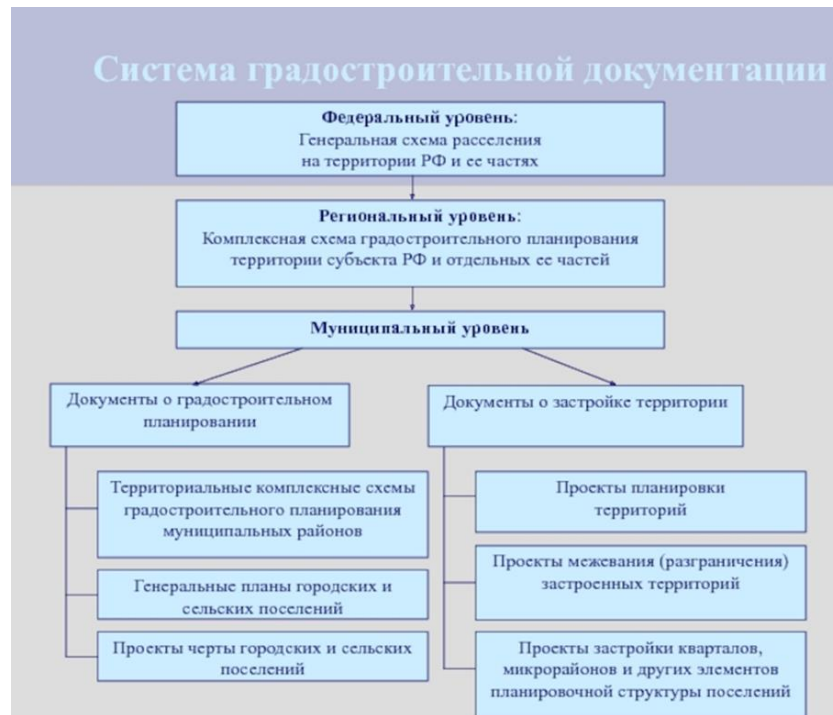 Система градостроительной документации
Федеральный уровень:
Генеральная схема расселения
на территории РФ и ее частях
Региональный уровень:
Комплексная схема градостроительного планирования
территории субъекта РФ и отдельных ее частей
Муниципальный уровень
Документы о градостроительном
планировании
Территориальные комплексные схемы
градостроительного планирования
муниципальных районов
Генеральные планы городских и
сельских поселений
Проекты черты городских и сельских
поселений
Документы о застройке территории
Проекты планировки
территорий
Проекты межевания (разграничения)
застроенных территорий
Проекты застройки кварталов,
микрорайонов и других элементов
планировочной структуры поселений